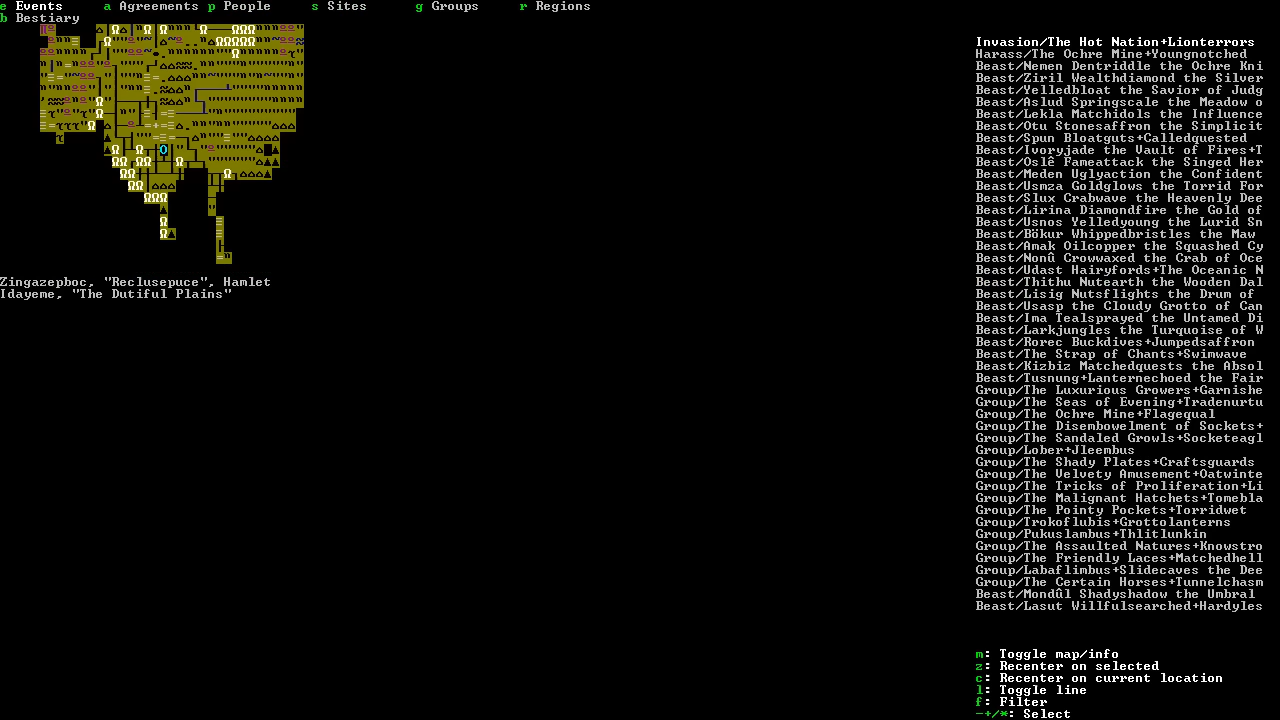 e Events a Agreements p People s Sites g Groups r Regions
b Bestiary
Invasion/The Hot Nation+Lionterrors
Harass/The Ochre Mine+Youngnotched
Beast/Nemen Dentriddle the Ochre Kni
Beast/Ziril Wealthdiamond the Silver
Beast/Yelledbloat the Savior of Judg
Beast/Aslud Springscale the Meadow o
Beast/Lekla Matchidols the Influence
Beast/Otu Stonesaffron the Simplicit
Beast/Spun Bloatguts+Calledquested
Beast/Ivoryjade the Vault of Fires+T
Beast/Oslê Fameattack the Singed Her
Beast/Meden Uglyaction the Confident
Beast/Usmza Goldglows the Torrid For
Beast/Slux Crabwave the Heavenly Dee
Beast/Lirina Diamondfire the Gold of
Beast/Usnos Yelledyoung the Lurid Sn
Beast/Bökur Whippedbristles the Maw
Beast/Amak Oilcopper the Squashed Cy
Beast/Nonû Crowwaxed the Crab of Oce
Beast/Udast Hairyfords+The Oceanic N
Beast/Thithu Nutearth the Wooden Dal
Beast/Lisig Nutsflights the Drum of
Beast/Usasp the Cloudy Grotto of Can
Beast/Ima Tealsprayed the Untamed Di
Beast/Larkjungles the Turquoise of W
Beast/Rorec Buckdives+Jumpedsaffron
Beast/The Strap of Chants+Swimwave
Beast/Kizbiz Matchedquests the Absol
Beast/Tusnung+Lanternechoed the Fair
Group/The Luxurious Growers+Garnishe
Group/The Seas of Evening+Tradenurtu
Group/The Ochre Mine+Flagequal
Group/The Disembowelment of Sockets+
Group/The Sandaled Growls+Socketeagl
Group/Lober+Jleembus
Group/The Shady Plates+Craftsguards
Group/The Velvety Amusement+Oatwinte
Group/The Tricks of Proliferation+Li
Group/The Malignant Hatchets+Tomebla
Group/The Pointy Pockets+Torridwet
Group/Trokoflubis+Grottolanterns
Group/Pukuslambus+Thlitlunkin
Group/The Assaulted Natures+Knowstro
Group/The Friendly Laces+Matchedhell
Group/Labaflimbus+Slidecaves the Dee
Group/The Certain Horses+Tunnelchasm
Beast/Mondûl Shadyshadow the Umbral
Beast/Lasut Willfulsearched+Hardyles
Zingazepboc, "Reclusepuce", Hamlet
Idayeme, "The Dutiful Plains"
m: Toggle map/info
z: Recenter on selected
c: Recenter on current location
l: Toggle line
f: Filter
-+/*: Select